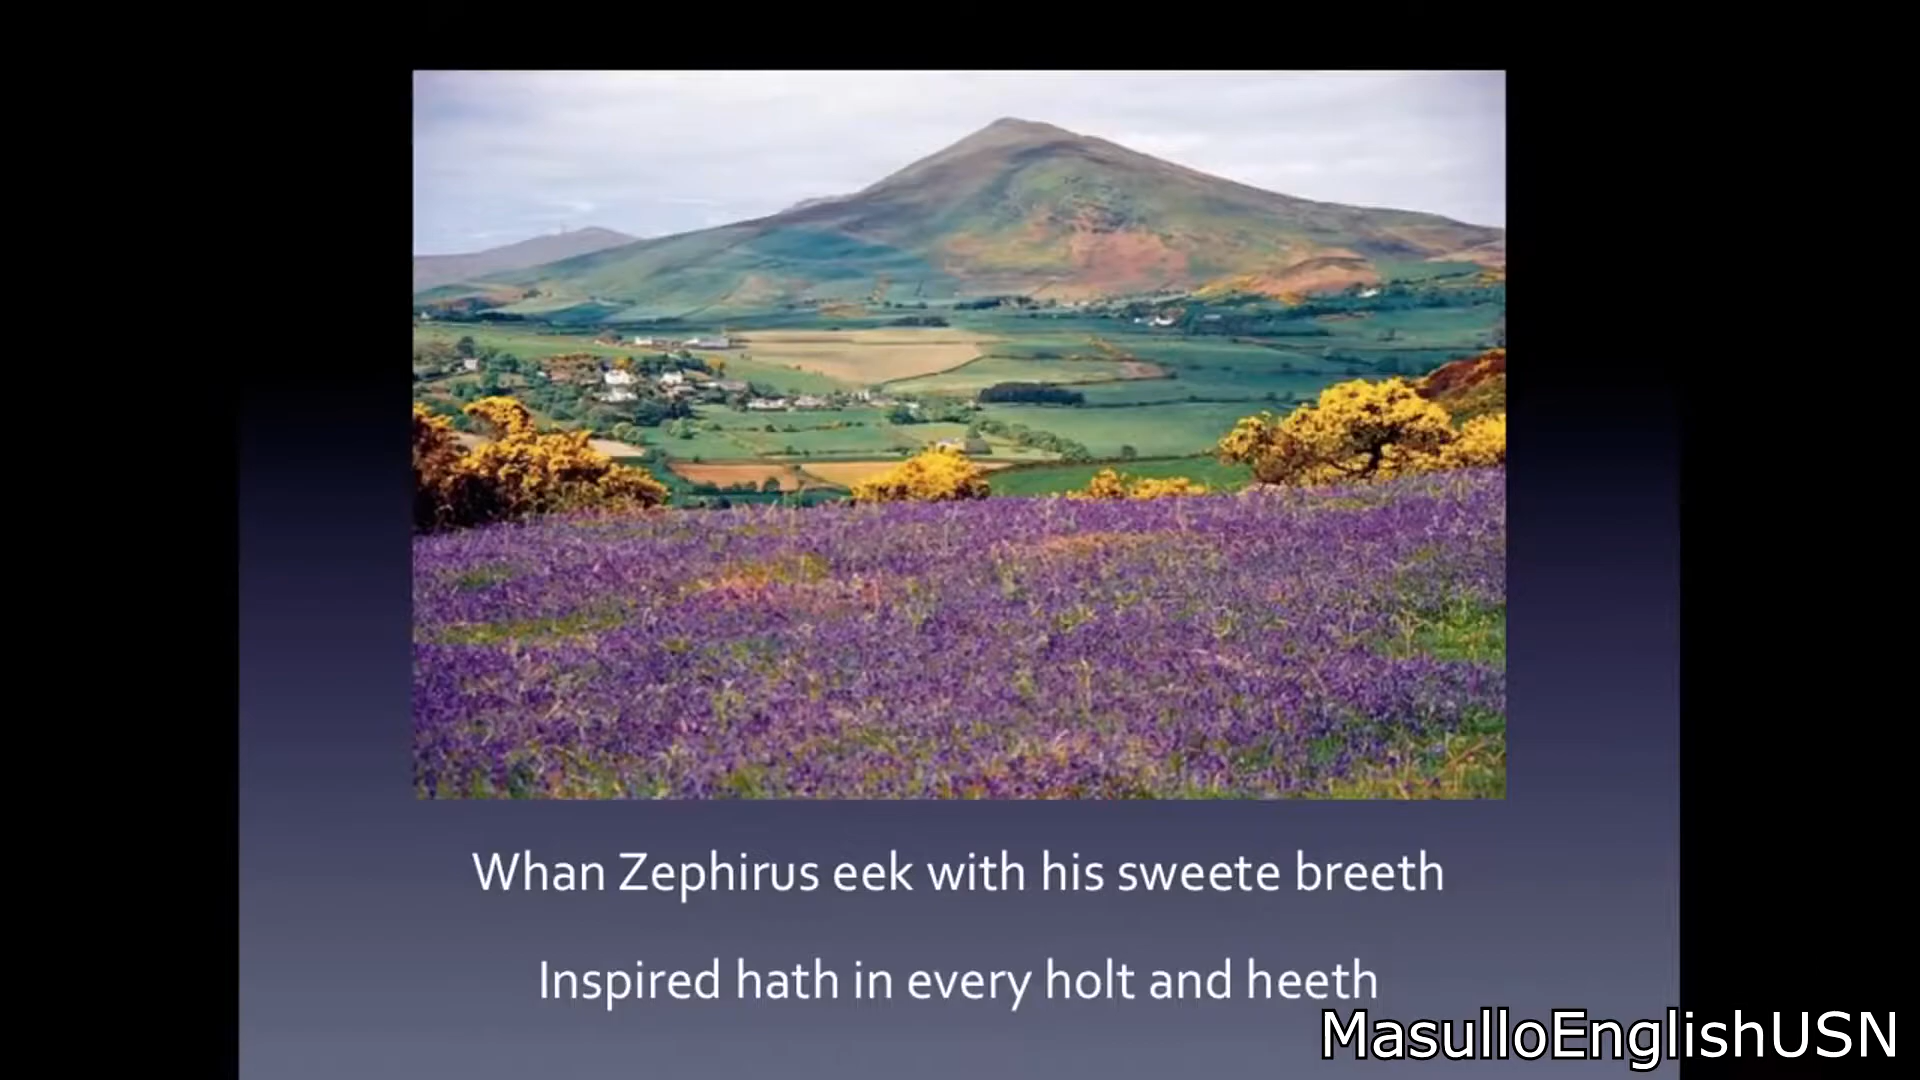 Whan Zephirus eek with his sweete breeth
Inspired hath in every holt and heeth
MasulloEnglishUSN